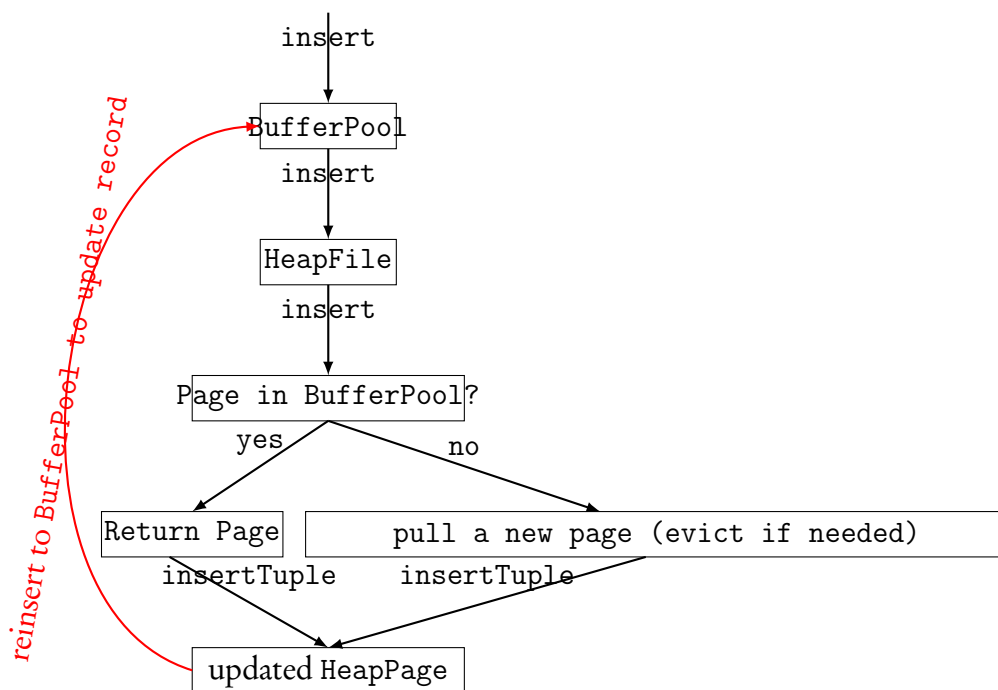 insert
BufferPool
insert
HeapFile
insert
Page in BufferPool?
yes
no
Return Page
pull a new page (evict if needed)
insertTuple
insertTuple
updated HeapPage
reinsert to BufferPool to update record